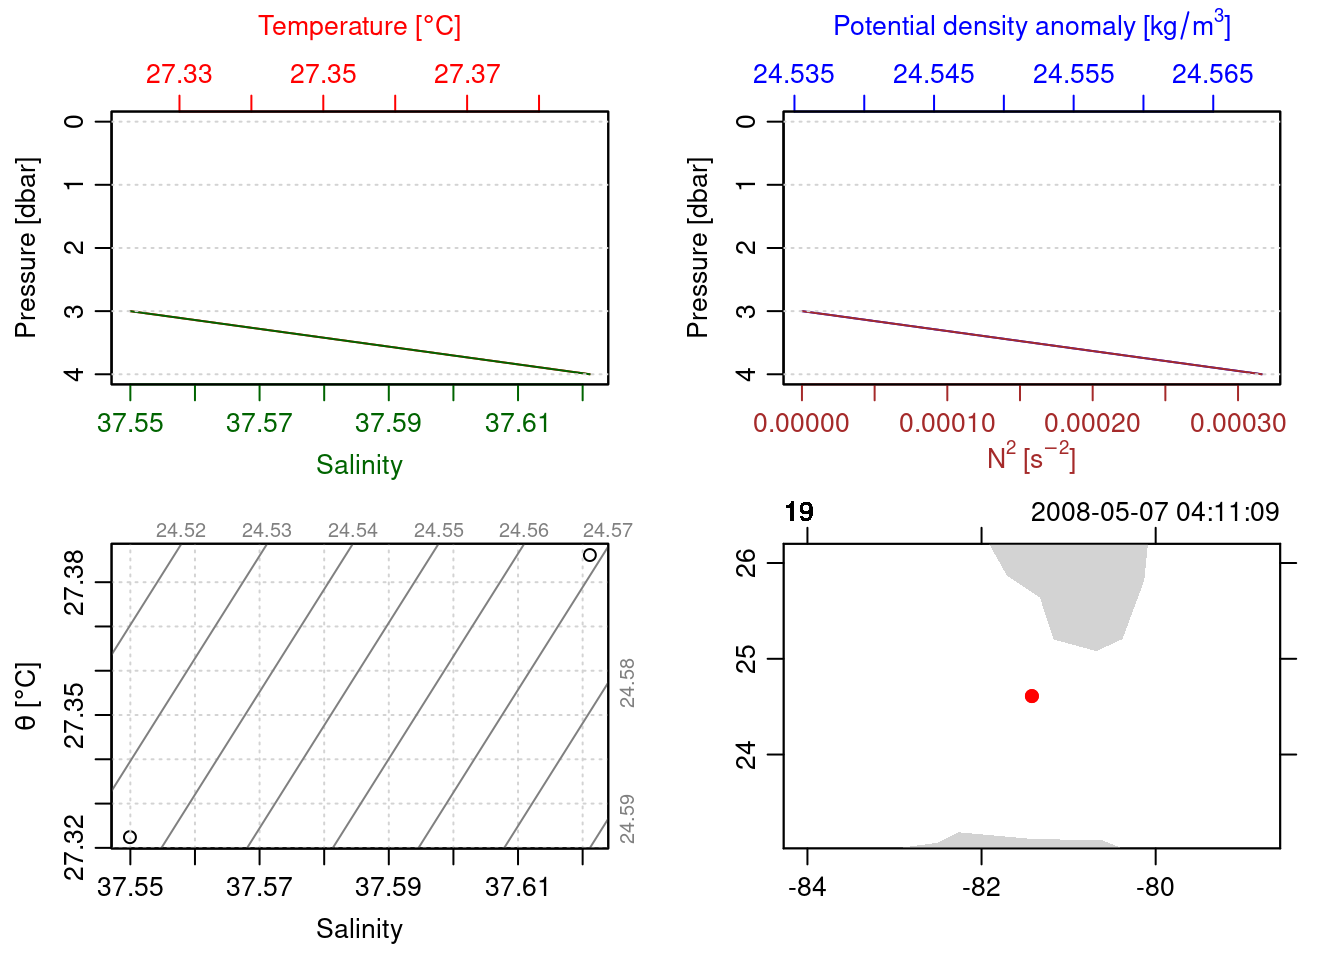 Temperature [°C]
27.33 27.35 27.37
Pressure [dbar]
0
1
2
3
4
37.55 37.57 37.59 37.61
Salinity
Potential density anomaly [kg/m³]
24.535 24.545 24.555 24.565
Pressure [dbar]
0
1
2
3
4
0.00000 0.00010 0.00020 0.00030
N² [s⁻²]
24.52 24.53 24.54 24.55 24.56 24.57
θ [°C]
27.38
27.35
27.32
24.58
24.59
37.55 37.57 37.59 37.61
Salinity
19 2008-05-07 04:11:09
26
25
24
-84 -82 -80